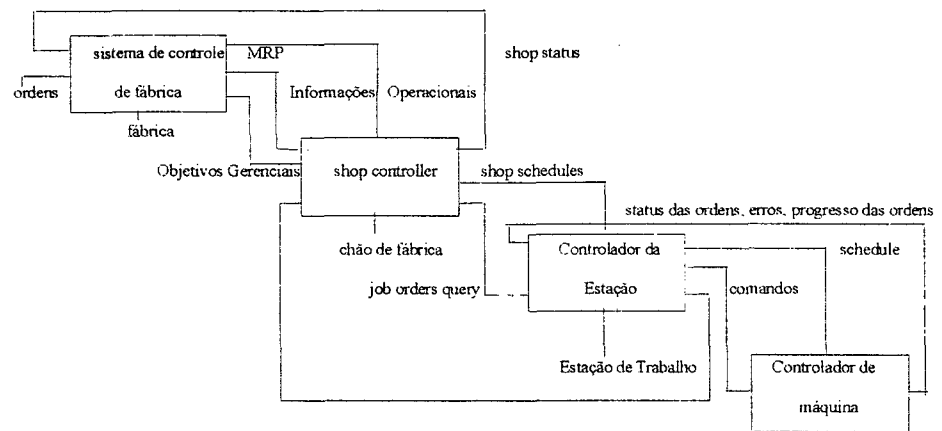 shop status
sistema de controle
MRP
ordens
de fábrica
Informações
Operacionais
fábrica
Objetivos Gerenciais
shop controller
shop schedules
status das ordens, erros, progresso das ordens
chão de fábrica
Controlador da
schedule
job orders query
Estação
comandos
Estação de Trabalho
Controlador de
máquina